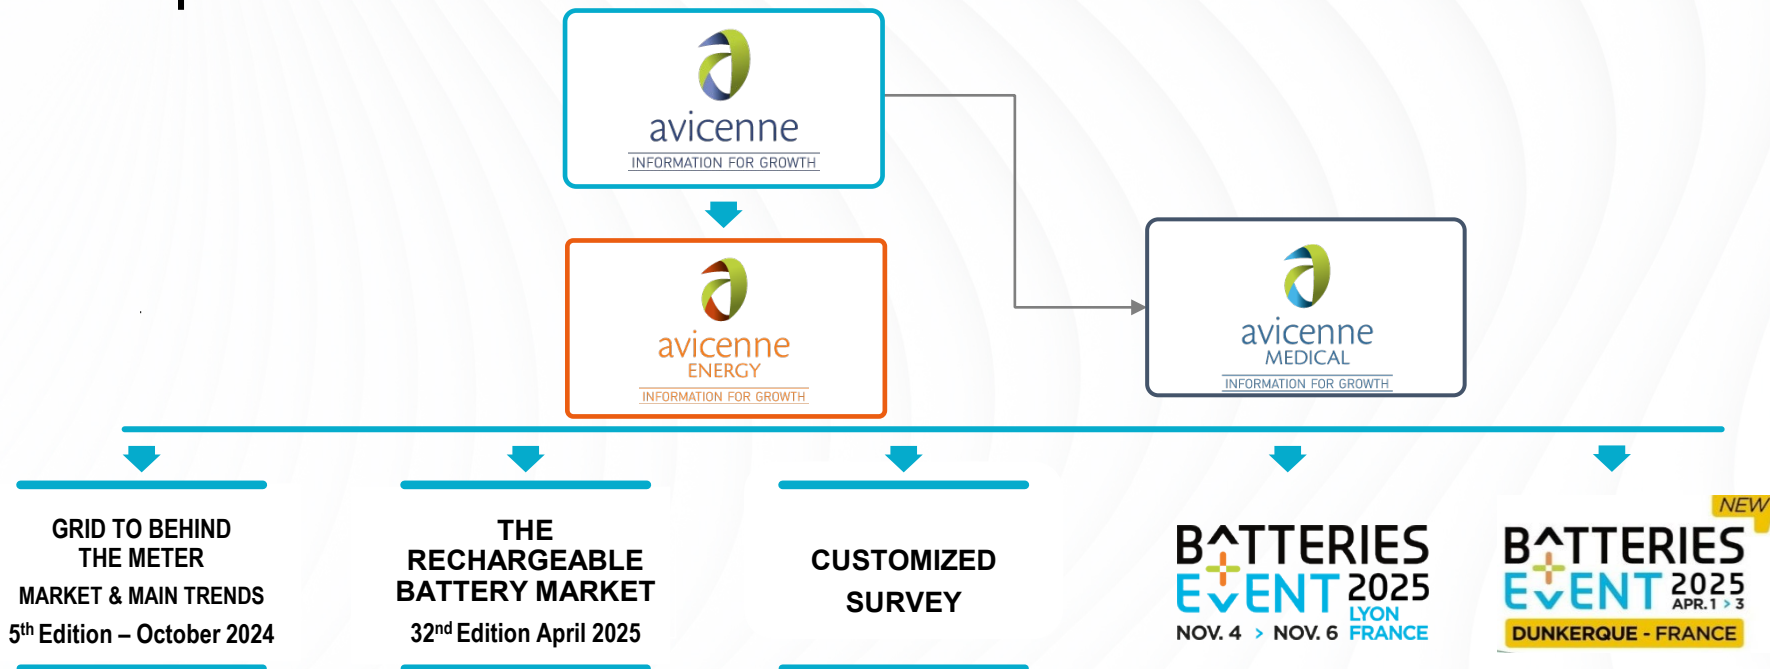 avicenne
INFORMATION FOR GROWTH
avicenne
ENERGY
INFORMATION FOR GROWTH
avicenne
MEDICAL
INFORMATION FOR GROWTH
GRID TO BEHIND
THE METER
MARKET & MAIN TRENDS
5th Edition – October 2024
THE
RECHARGEABLE
BATTERY MARKET
32nd Edition April 2025
CUSTOMIZED
SURVEY
BATTERIES
EVENT 2025
LYON
NOV. 4 > NOV. 6 FRANCE
NEW
BATTERIES
EVENT 2025
APR. 1 > 3
DUNKERQUE - FRANCE